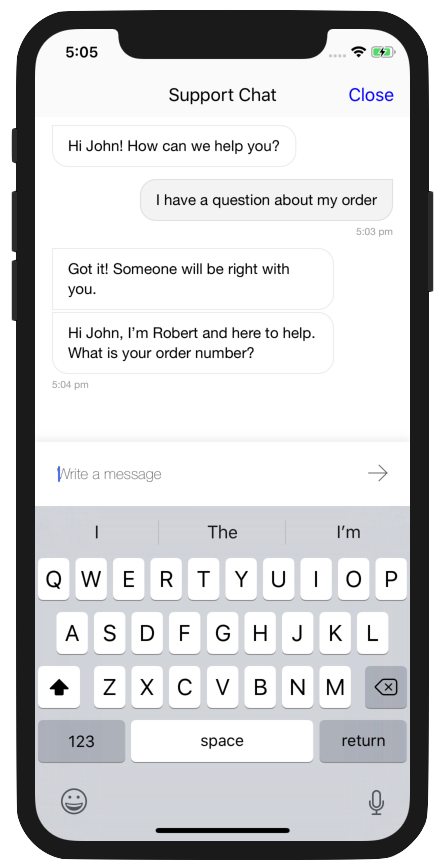 5:05
Support Chat
Close
Hi John! How can we help you?
I have a question about my order
5:03 pm
Got it! Someone will be right with
you.
Hi John, I’m Robert and here to help.
What is your order number?
5:04 pm
Write a message
I The I’m
Q W E R T Y U I O P
A S D F G H J K L
Z X C V B N M
123 space return